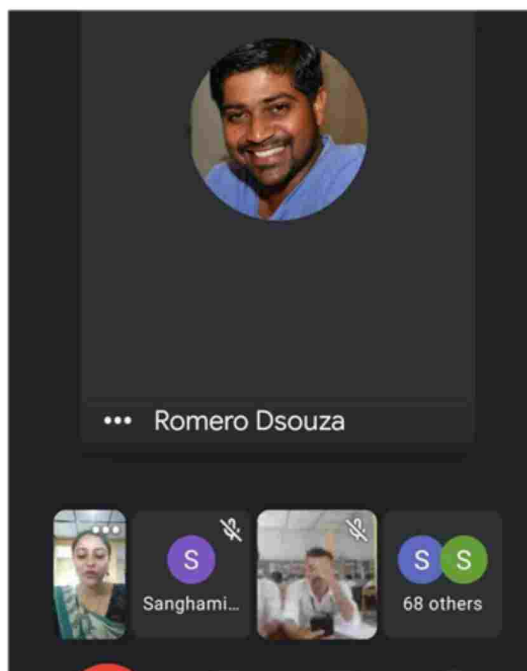 ••• Romero Dsouza
•••
S
Sanghami...
S S
68 others